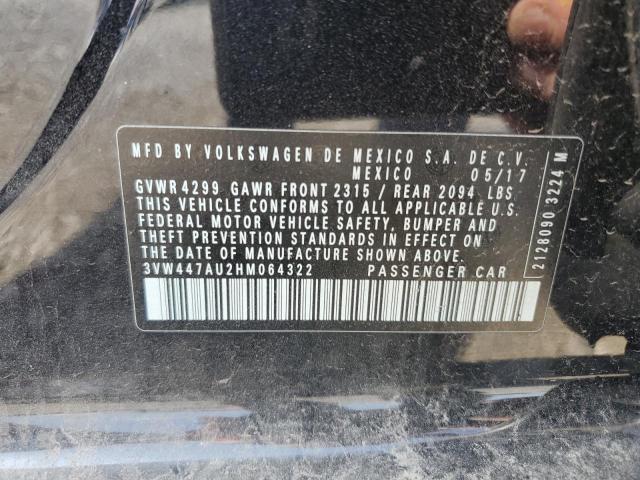 MFD BY VOLKSWAGEN DE MEXICO S.A. DE C.V.
MEXICO 05/17
GVWR 4299 GAWR FRONT 2315 / REAR 2094 LBS
THIS VEHICLE CONFORMS TO ALL APPLICABLE U.S.
FEDERAL MOTOR VEHICLE SAFETY, BUMPER AND
THEFT PREVENTION STANDARDS IN EFFECT ON
THE DATE OF MANUFACTURE SHOWN ABOVE.
3VW447AU2HM064322 PASSENGER CAR
2128090 3224 M